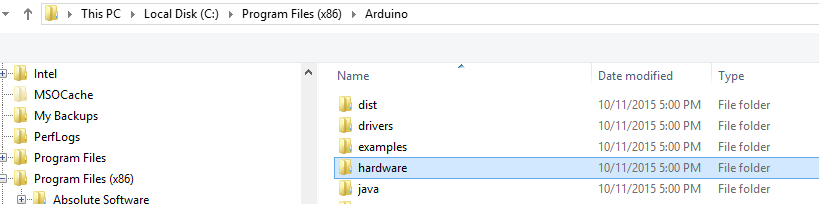 This PC Local Disk (C:) Program Files (x86) Arduino
Intel
MSOCache
My Backups
PerfLogs
Program Files
Program Files (x86)
Absolute Software
Name Date modified Type
dist 10/11/2015 5:00 PM File folder
drivers 10/11/2015 5:00 PM File folder
examples 10/11/2015 5:00 PM File folder
hardware 10/11/2015 5:00 PM File folder
java 10/11/2015 5:00 PM File folder